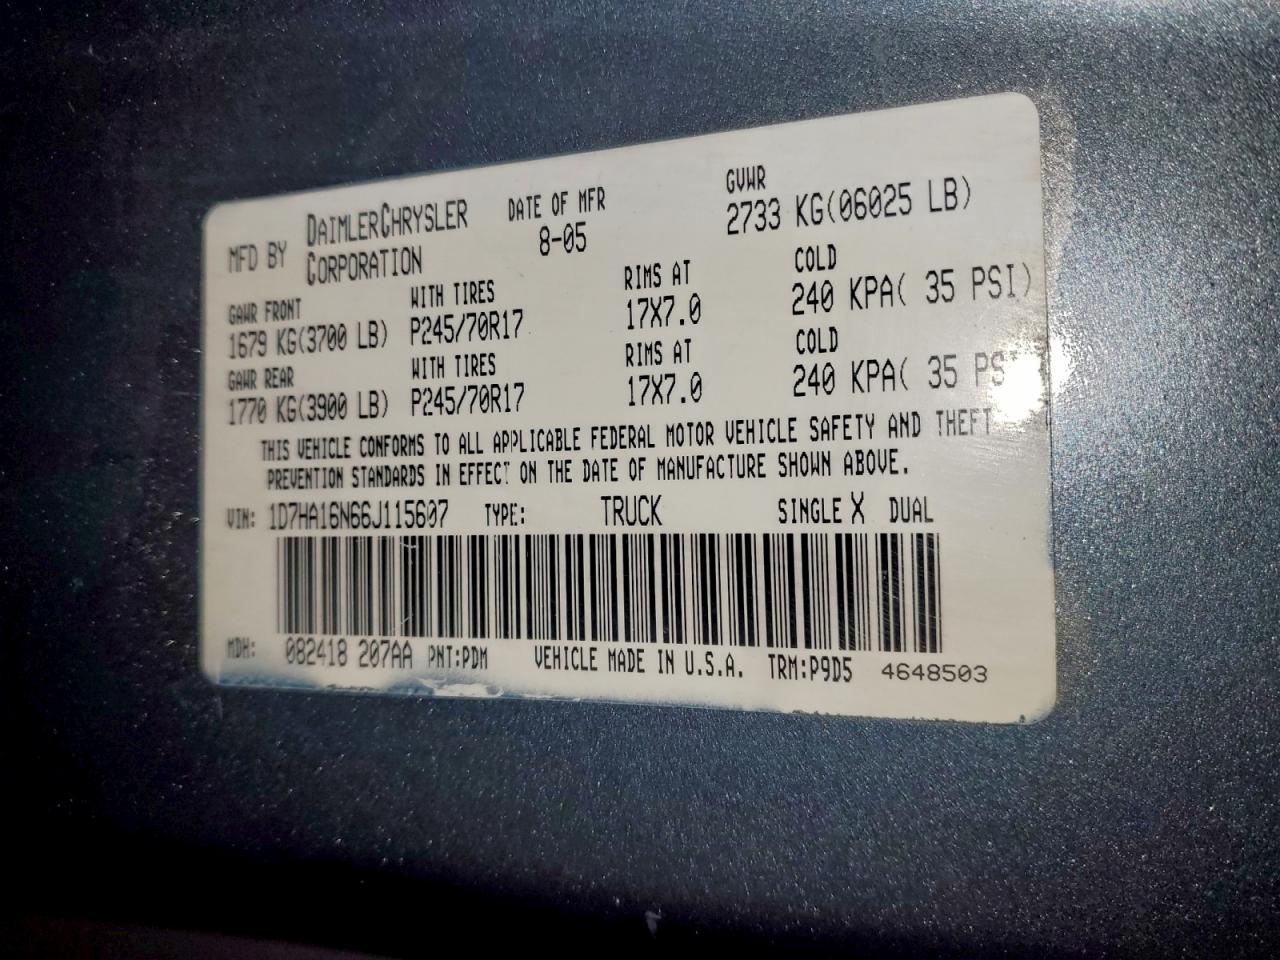 MFD BY DAIMLERCHRYSLER CORPORATION DATE OF MFR 8-05 GVWR 2733 KG(06025 LB)
GAWR FRONT WITH TIRES RIMS AT COLD
1679 KG(3700 LB) P245/70R17 17X7.0 240 KPA( 35 PSI)
GAWR REAR WITH TIRES RIMS AT COLD
1770 KG(3900 LB) P245/70R17 17X7.0 240 KPA( 35
THIS VEHICLE CONFORMS TO ALL APPLICABLE FEDERAL MOTOR VEHICLE SAFETY AND THEFT
PREVENTION STANDARDS IN EFFECT ON THE DATE OF MANUFACTURE SHOWN ABOVE.
VIN: 1D7HA16N66J115607 TYPE: TRUCK SINGLE X DUAL
MDH: 082418 207AA PNT:PDM VEHICLE MADE IN U.S.A. TRM:P9D5 4648503